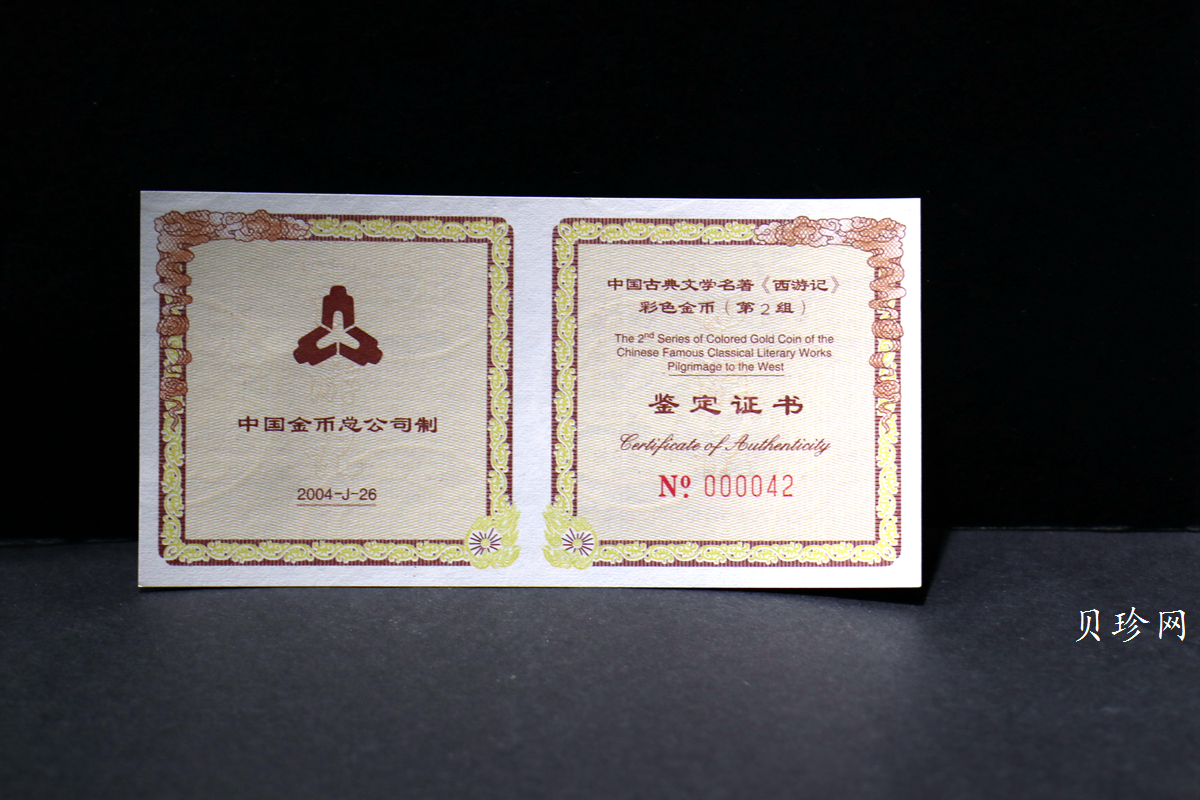 中国金币总公司制
2004-J-26
中国古典文学名著《西游记》
彩色金币（第2组）
The 2nd Series of Colored Gold Coin of the
Chinese Famous Classical Literary Works
Pilgrimage to the West
鉴定证书
Certificate of Authenticity
Nº 000042
贝珍网